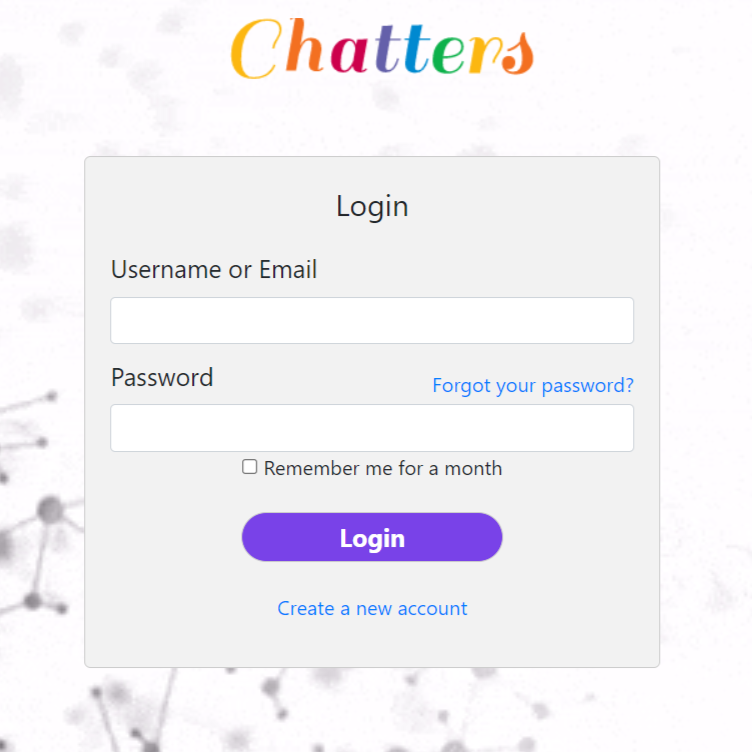 Chatters
Login
Username or Email
Password
Forgot your password?
Remember me for a month
Login
Create a new account